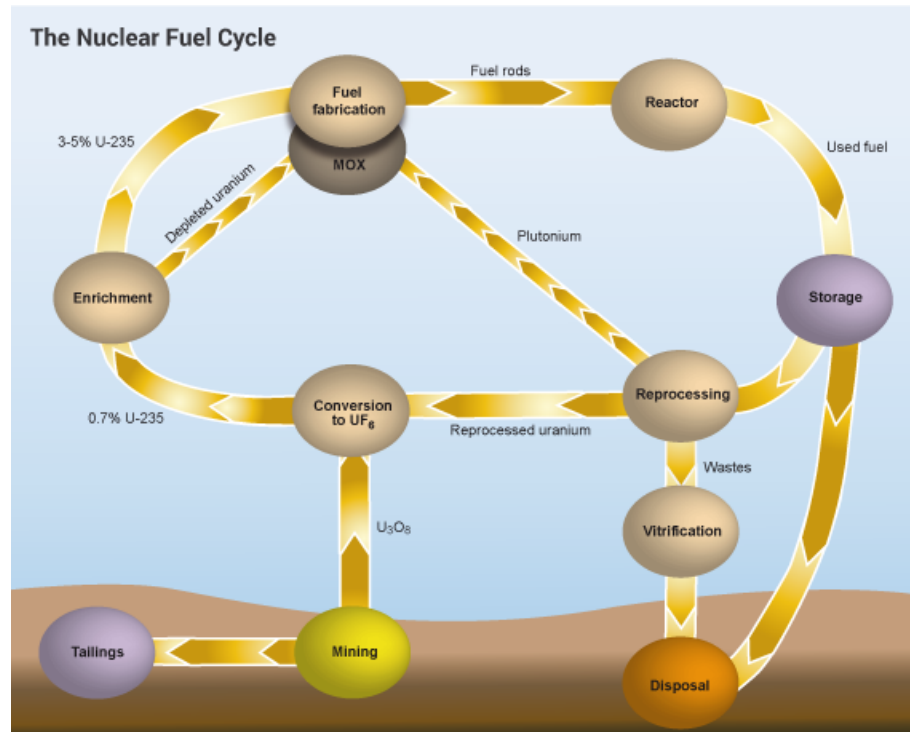 The Nuclear Fuel Cycle
Fuel rods
Fuel
fabrication
Reactor
3-5% U-235
Used fuel
MOX
Depleted uranium
Plutonium
Enrichment
Storage
Reprocessing
Conversion
to UF₆
0.7% U-235
Reprocessed uranium
Wastes
U₃O₈
Vitrification
Tailings
Mining
Disposal